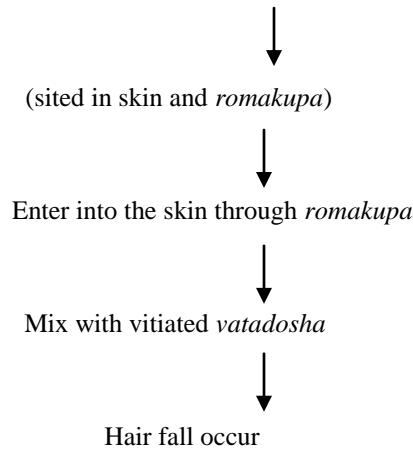 (sited in skin and romakupa)
Enter into the skin through romakupa
Mix with vitiated vatadosha
Hair fall occur